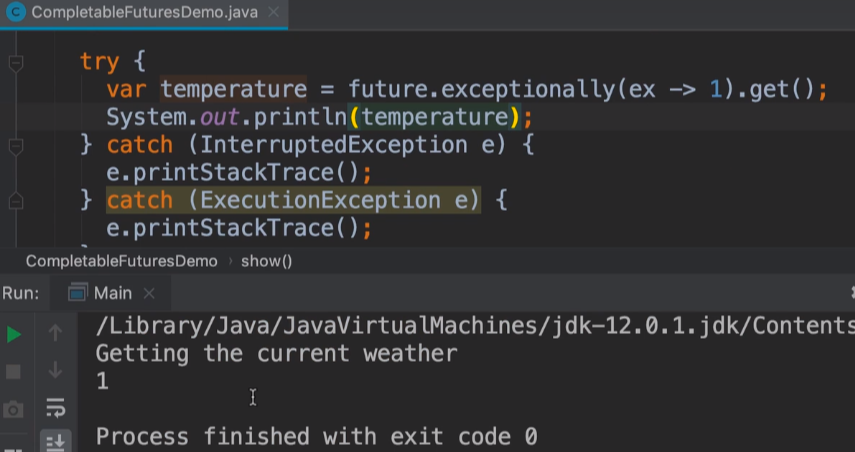 CompletableFuturesDemo.java
try {
var temperature = future.exceptionally(ex -> 1).get();
System.out.println(temperature);
} catch (InterruptedException e) {
e.printStackTrace();
} catch (ExecutionException e) {
e.printStackTrace();
CompletableFuturesDemo › show()
Run: Main
/Library/Java/JavaVirtualMachines/jdk-12.0.1.jdk/Contents
Getting the current weather
1
Process finished with exit code 0